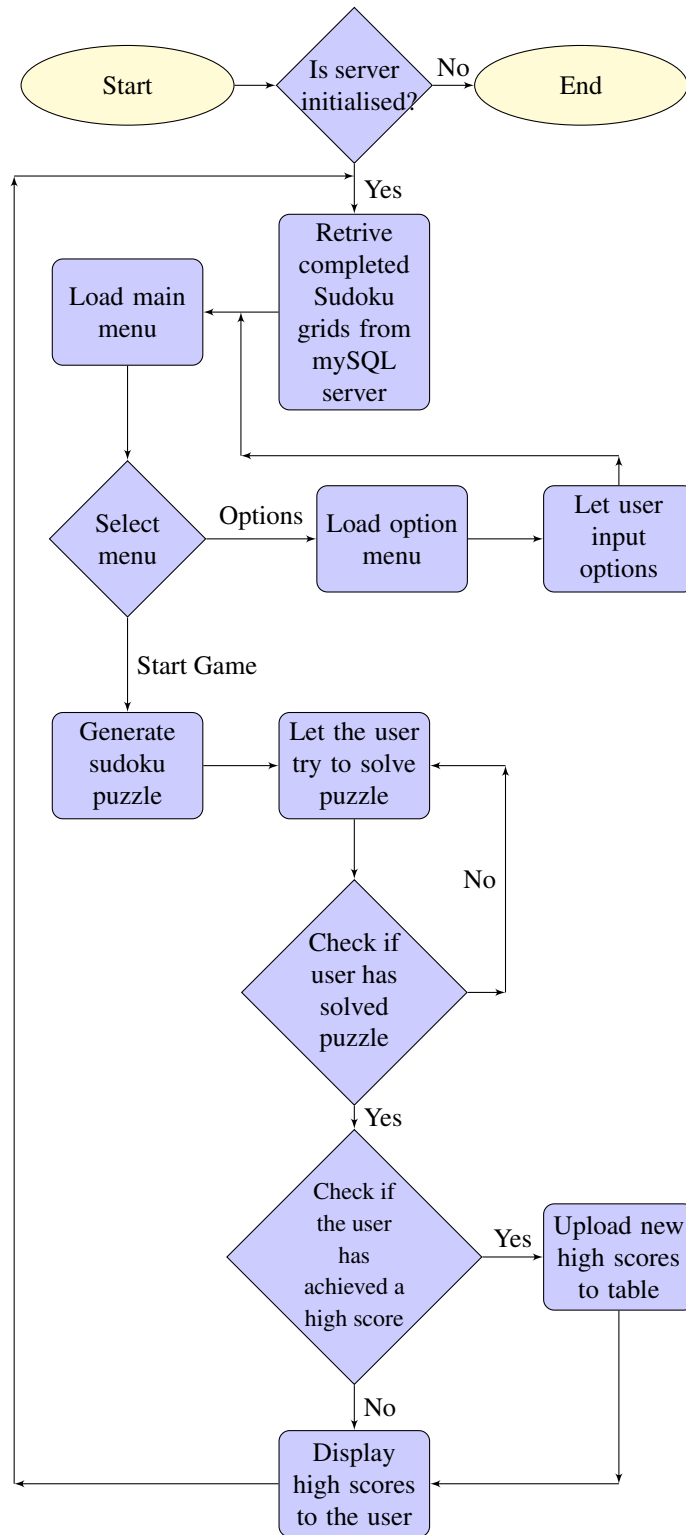 Start
Is server
initialised?
No
End
Yes
Retrive
completed
Sudoku
grids from
mySQL
server
Load main
menu
Select
menu
Options
Load option
menu
Let user
input
options
Start Game
Generate
sudoku
puzzle
Let the user
try to solve
puzzle
No
Check if
user has
solved
puzzle
Yes
Check if
the user
has
achieved a
high score
Yes
Upload new
high scores
to table
No
Display
high scores
to the user